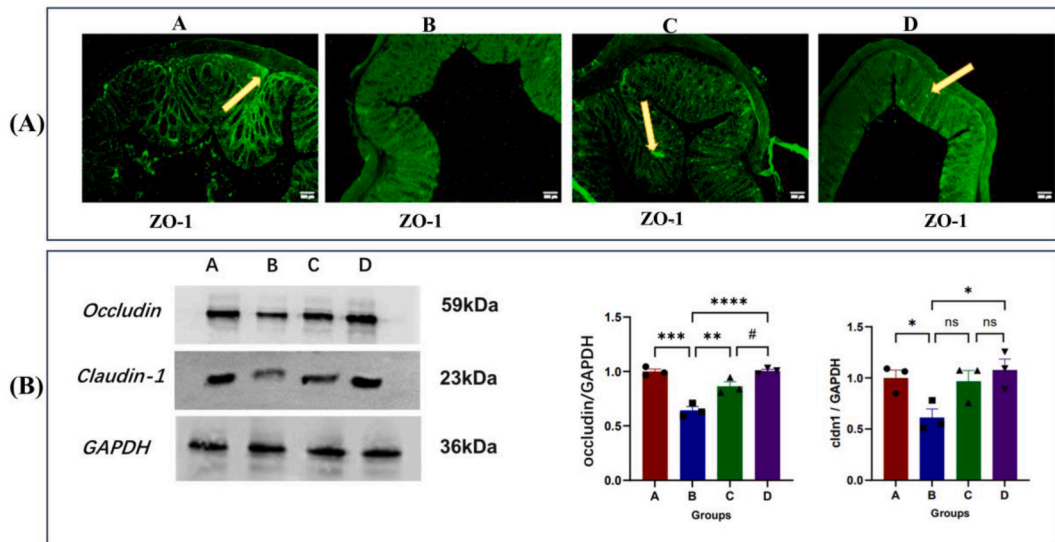 A B C D
(A)
ZO-1 ZO-1 ZO-1 ZO-1
(B)
A B C D
Occludin 59kDa
Claudin-1 23kDa
GAPDH 36kDa
occludin/GAPDH
1.5
1.0
0.5
0.0
****
*** ** #
A B C D
Groups
cldn1 / GAPDH
1.5
1.0
0.5
0.0
*
* ns ns
A B C D
Groups